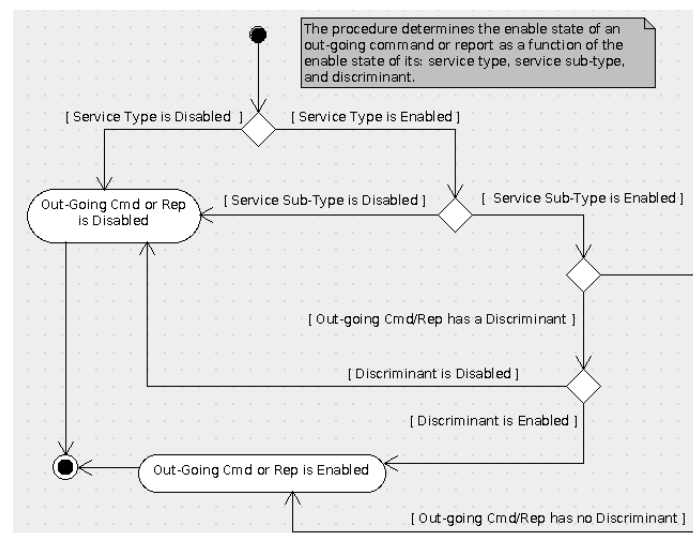 The procedure determines the enable state of an
out-going command or report as a function of the
enable state of its: service type, service sub-type,
and discriminant.
[ Service Type is Disabled ]
[ Service Type is Enabled ]
Out-Going Cmd or Rep
is Disabled
[ Service Sub-Type is Disabled ]
[ Service Sub-Type is Enabled ]
[ Out-going Cmd/Rep has a Discriminant ]
[ Discriminant is Disabled ]
[ Discriminant is Enabled ]
Out-Going Cmd or Rep is Enabled
[ Out-going Cmd/Rep has no Discriminant ]